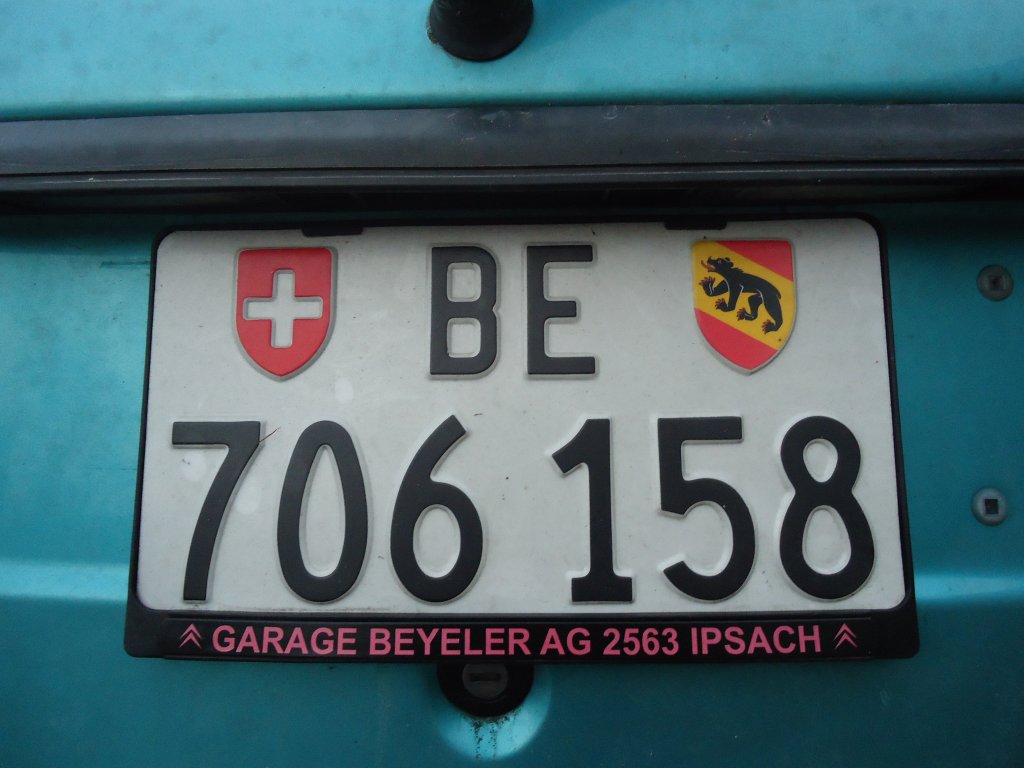 BE
706 158
GARAGE BEYELER AG 2563 IPSACH